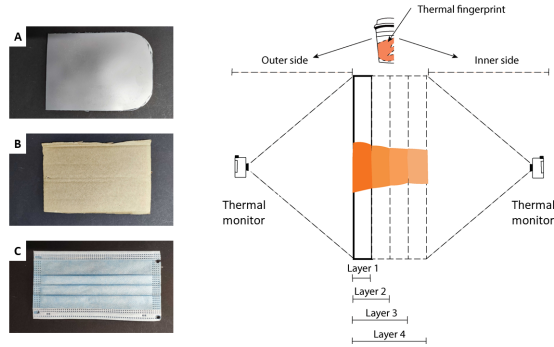 A
B
C
Thermal fingerprint
Outer side
Inner side
Thermal
monitor
Thermal
monitor
Layer 1
Layer 2
Layer 3
Layer 4